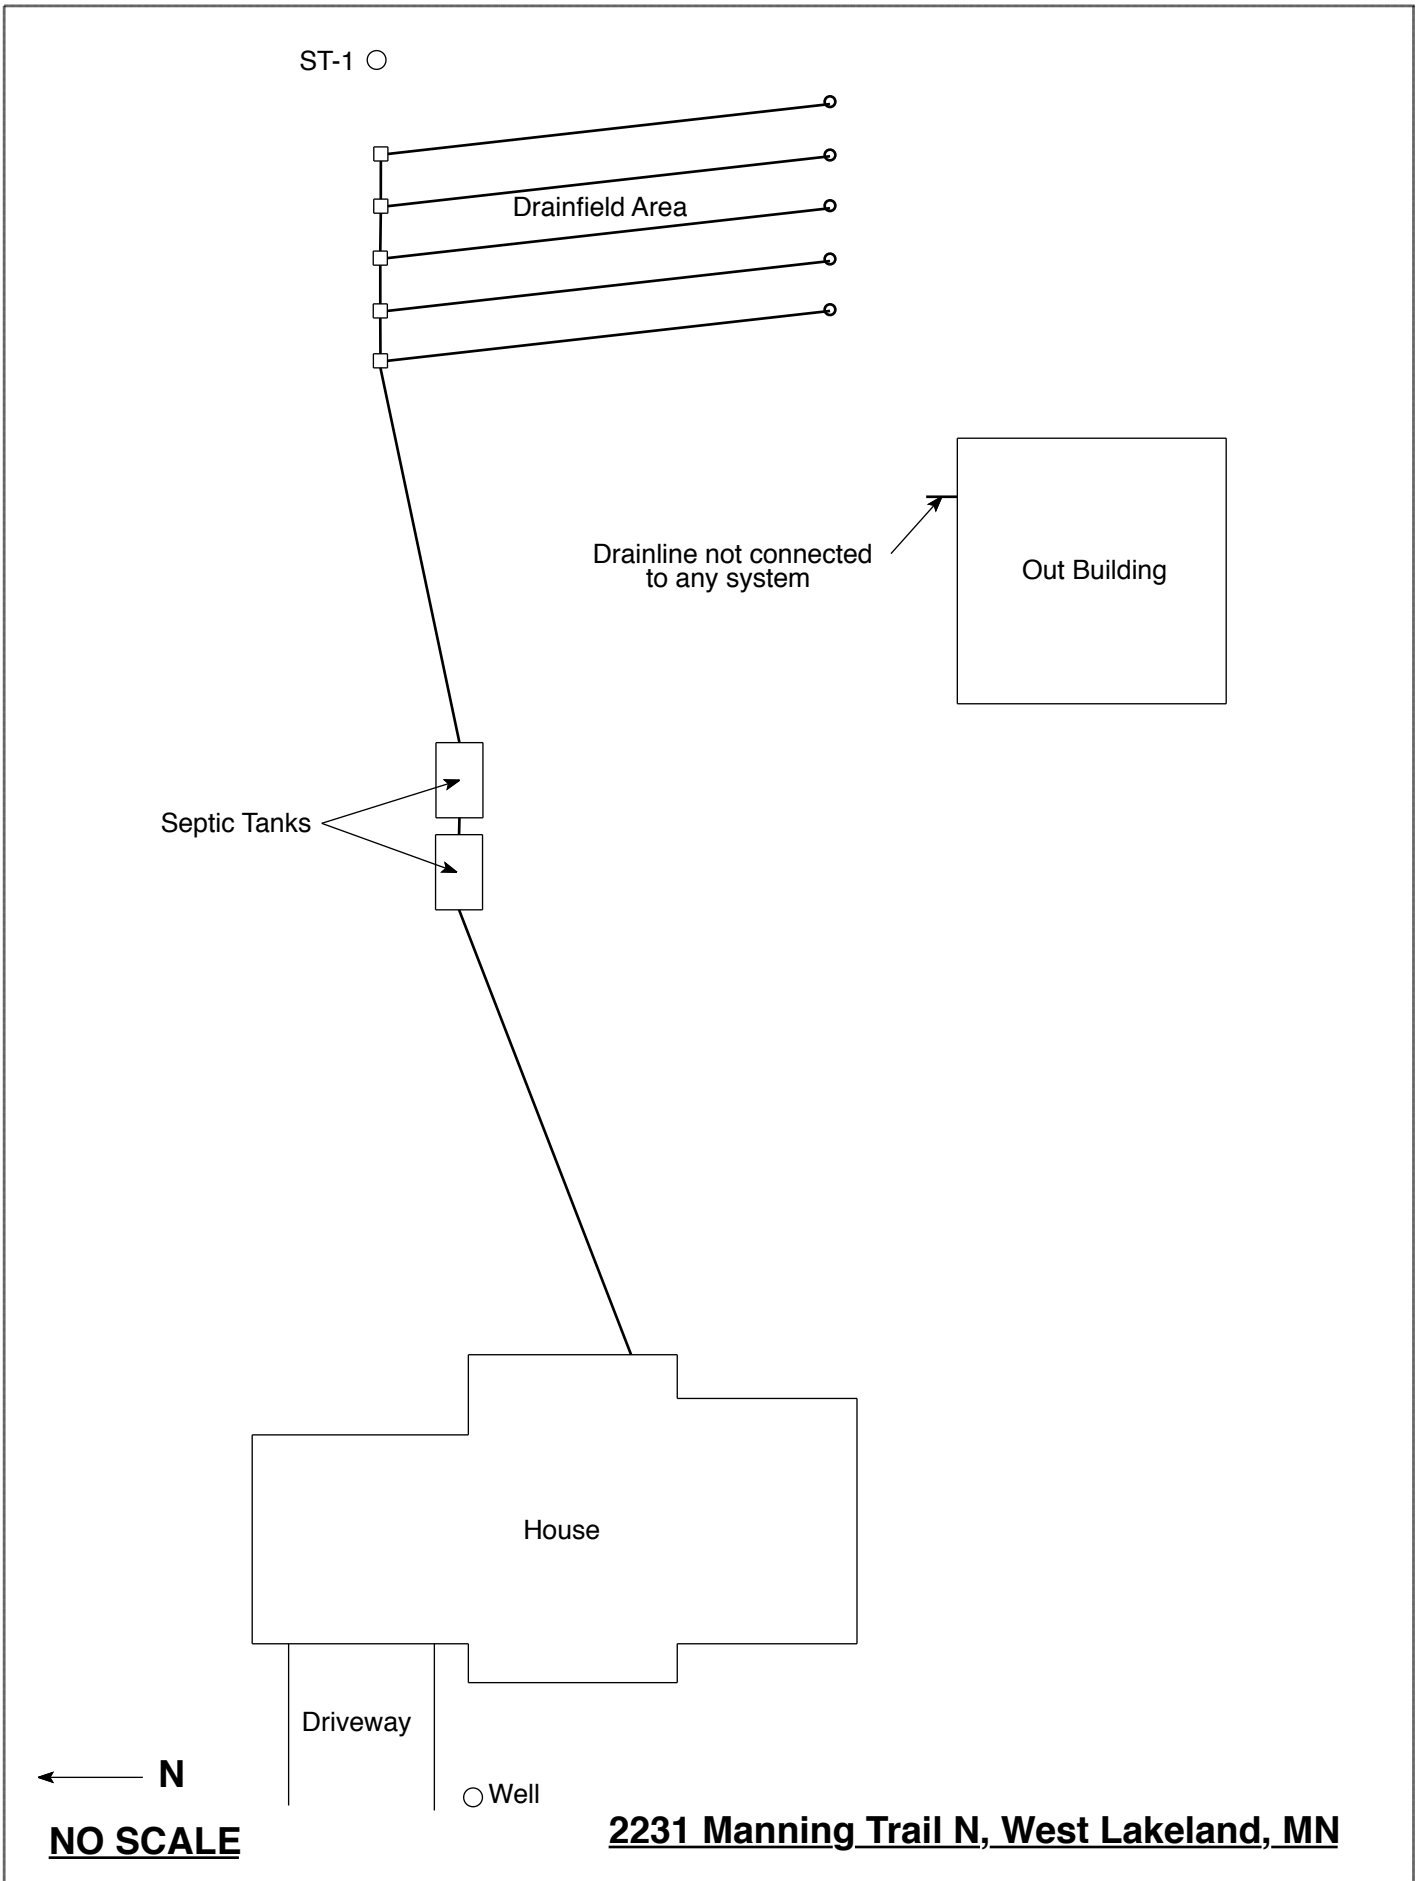 ST-1
Drainfield Area
Drainline not connected
to any system
Out Building
Septic Tanks
House
Driveway
N
Well
NO SCALE
2231 Manning Trail N, West Lakeland, MN